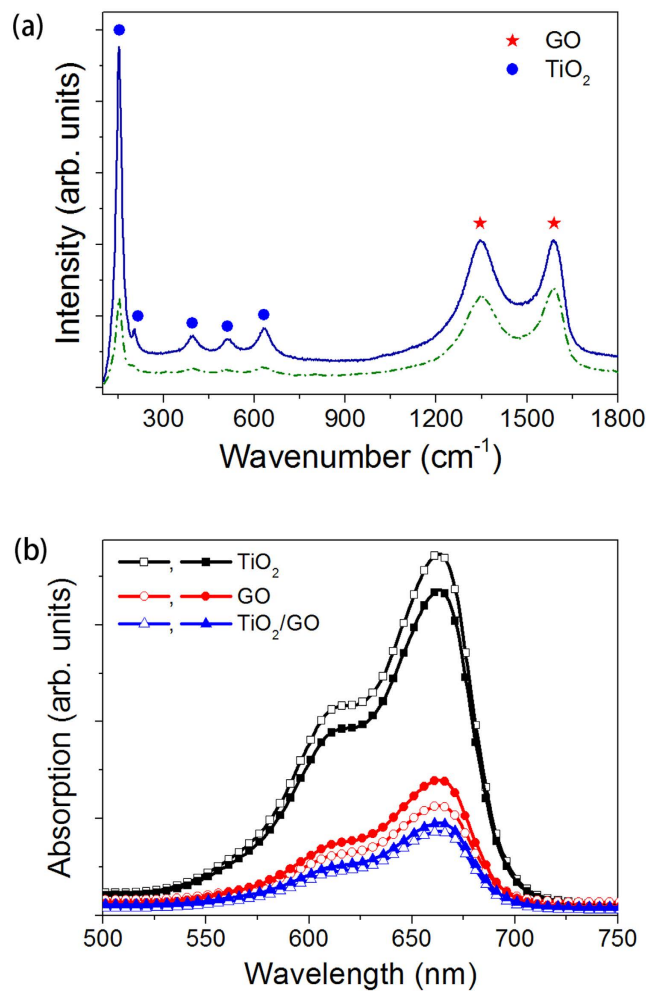 (a)
GO
TiO₂
Intensity (arb. units)
300 600 900 1200 1500 1800
Wavenumber (cm⁻¹)
(b)
, TiO₂
, GO
, TiO₂/GO
Absorption (arb. units)
500 550 600 650 700 750
Wavelength (nm)